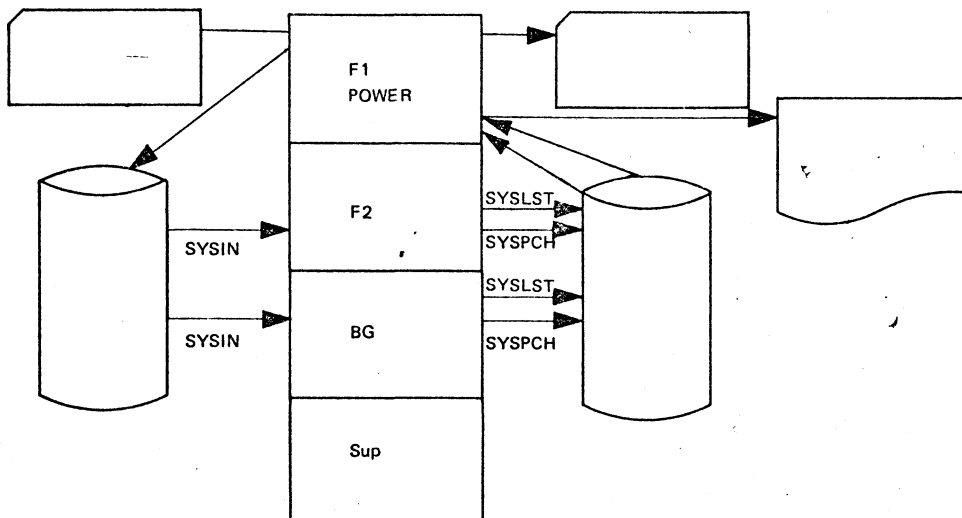 F1
POWER
F2
SYSLST
SYSIN
SYSPCH
SYSLST
BG
SYSIN
SYSPCH
Sup